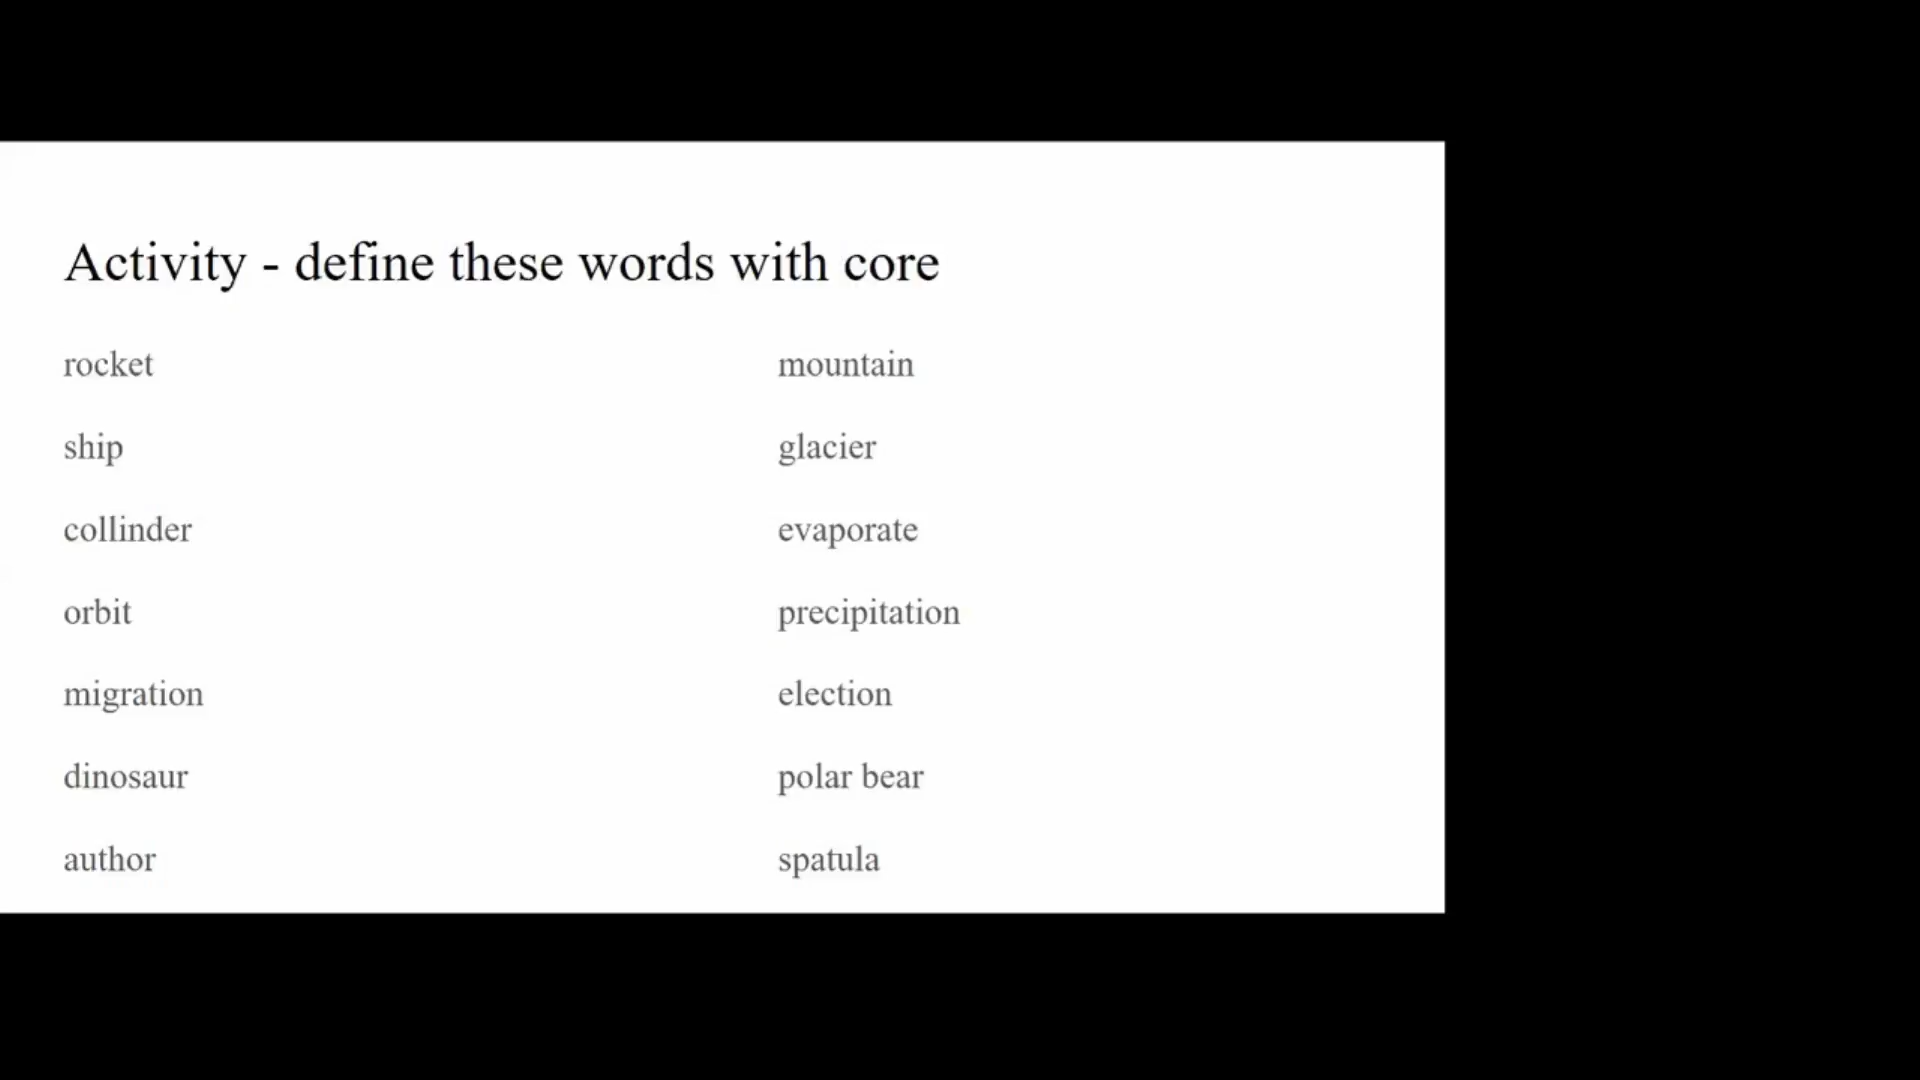 Activity - define these words with core
rocket
ship
collinder
orbit
migration
dinosaur
author
mountain
glacier
evaporate
precipitation
election
polar bear
spatula